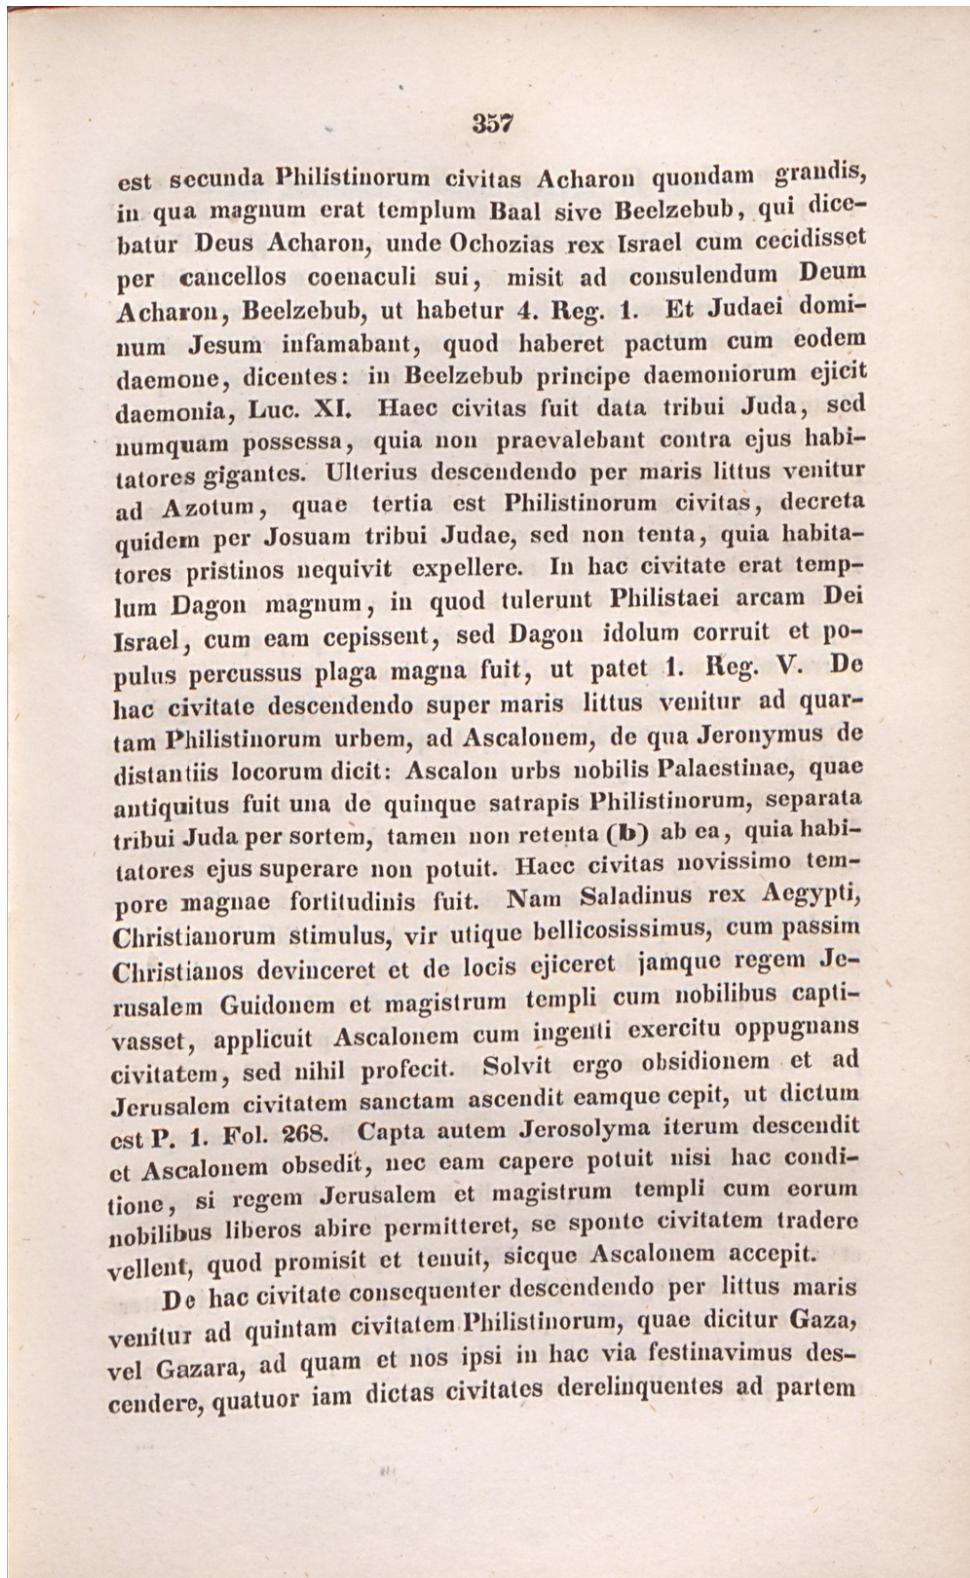 357
est secunda Philistinorum civitas Acharon quondam grandis,
in qua magnum erat templum Baal sive Beelzebub, qui dice-
batur Deus Acharon, unde Ochozias rex Israel cum cecidisset
per cancellos coenaculi sui, misit ad consulendum Deum
Acharon, Beelzebub, ut habetur 4. Reg. 1. Et Judaei domi-
num Jesum infamabant, quod haberet pactum cum eodem
daemone, dicentes: in Beelzebub principe daemoniorum ejicit
daemonia, Luc. XI. Haec civitas fuit data tribui Juda, sed
numquam possessa, quia non praevalebant contra ejus habi-
tatores gigantes. Ulterius descendendo per maris littus venitur
ad Azotum, quae tertia est Philistinorum civitas, decreta
quidem per Josuam tribui Judae, sed non tenta, quia habita-
tores pristinos nequivit expellere. In hac civitate erat temp-
lum Dagon magnum, in quod tulerunt Philistaei arcam Dei
Israel, cum eam cepissent, sed Dagon idolum corruit et po-
pulus percussus plaga magna fuit, ut patet 1. Reg. V. De
hac civitate descendendo super maris littus venitur ad quar-
tam Philistinorum urbem, ad Ascalonem, de qua Jeronymus de
distantiis locorum dicit: Ascalon urbs nobilis Palaestinae, quae
antiquitus fuit una de quinque satrapis Philistinorum, separata
tribui Juda per sortem, tamen non retenta (b) ab ea, quia habi-
tatores ejus superare non potuit. Haec civitas novissimo tem-
pore magnae fortitudinis fuit. Nam Saladinus rex Aegypti,
Christianorum stimulus, vir utique bellicosissimus, cum passim
Christianos devinceret et de locis ejiceret jamque regem Je-
rusalem Guidonem et magistrum templi cum nobilibus capti-
vasset, applicuit Ascalonem cum ingenti exercitu oppugnans
civitatem, sed nihil profecit. Solvit ergo obsidionem et ad
Jerusalem civitatem sanctam ascendit eamque cepit, ut dictum
est P. 1. Fol. 268. Capta autem Jerosolyma iterum descendit
et Ascalonem obsedit, nec eam capere potuit nisi hac condi-
tione, si regem Jerusalem et magistrum templi cum eorum
nobilibus liberos abire permitteret, se sponte civitatem tradere
vellent, quod promisit et tenuit, sicque Ascalonem accepit.
De hac civitate consequenter descendendo per littus maris
venitur ad quintam civitatem Philistinorum, quae dicitur Gaza,
vel Gazara, ad quam et nos ipsi in hac via festinavimus des-
cendere, quatuor iam dictas civitates derelinquentes ad partem